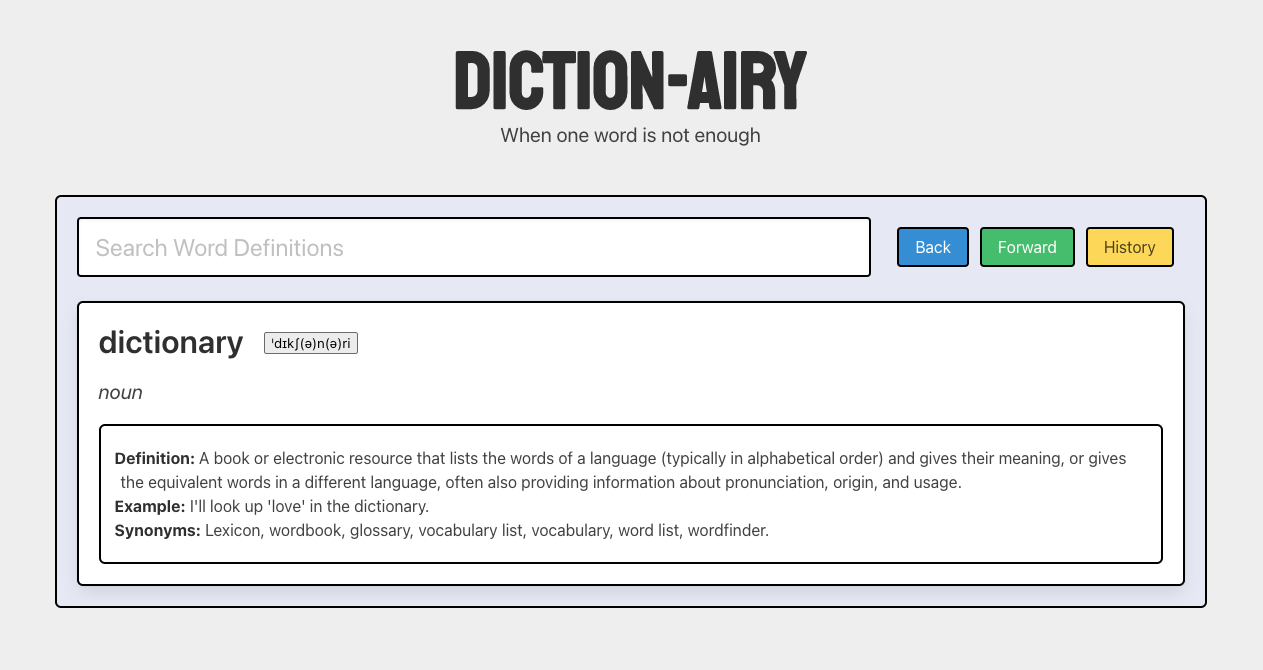 DICTION-AIRY
When one word is not enough
Search Word Definitions
Back
Forward
History
dictionary
ˈdɪkʃ(ə)n(ə)ri
noun
Definition: A book or electronic resource that lists the words of a language (typically in alphabetical order) and gives their meaning, or gives
the equivalent words in a different language, often also providing information about pronunciation, origin, and usage.
Example: I'll look up 'love' in the dictionary.
Synonyms: Lexicon, wordbook, glossary, vocabulary list, vocabulary, word list, wordfinder.